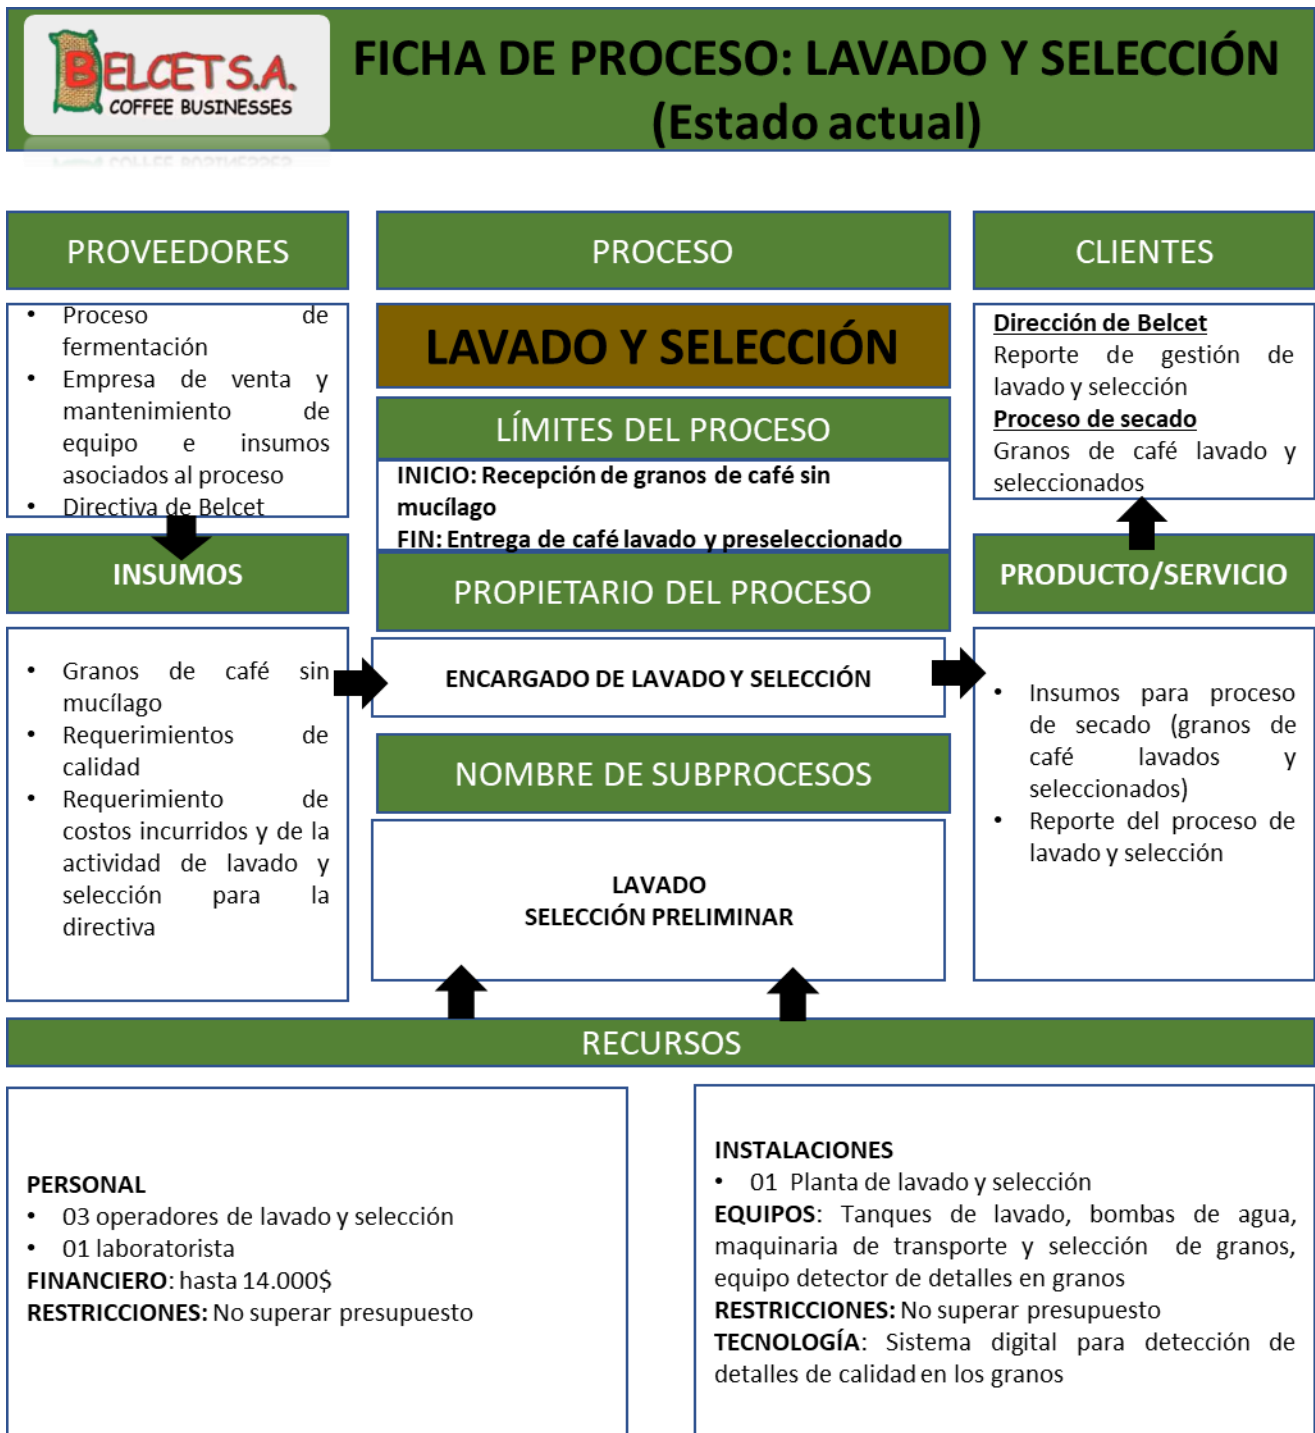 BELCET S.A.
COFFEE BUSINESSES
FICHA DE PROCESO: LAVADO Y SELECCIÓN
(Estado actual)
PROVEEDORES
• Proceso de
fermentación
• Empresa de venta y
mantenimiento de
equipo e insumos
asociados al proceso
• Directiva de Belcet
INSUMOS
• Granos de café sin
mucílago
• Requerimientos de
calidad
• Requerimiento de
costos incurridos y de la
actividad de lavado y
selección para la
directiva
PROCESO
LAVADO Y SELECCIÓN
LÍMITES DEL PROCESO
INICIO: Recepción de granos de café sin
mucílago
FIN: Entrega de café lavado y preseleccionado
PROPIETARIO DEL PROCESO
ENCARGADO DE LAVADO Y SELECCIÓN
NOMBRE DE SUBPROCESOS
LAVADO
SELECCIÓN PRELIMINAR
CLIENTES
Dirección de Belcet
Reporte de gestión de
lavado y selección
Proceso de secado
Granos de café lavado y
seleccionados
PRODUCTO/SERVICIO
• Insumos para proceso
de secado (granos de
café lavados y
seleccionados)
• Reporte del proceso de
lavado y selección
RECURSOS
PERSONAL
• 03 operadores de lavado y selección
• 01 laboratorista
FINANCIERO: hasta 14.000$
RESTRICCIONES: No superar presupuesto
INSTALACIONES
• 01 Planta de lavado y selección
EQUIPOS: Tanques de lavado, bombas de agua,
maquinaria de transporte y selección de granos,
equipo detector de detalles en granos
RESTRICCIONES: No superar presupuesto
TECNOLOGÍA: Sistema digital para detección de
detalles de calidad en los granos